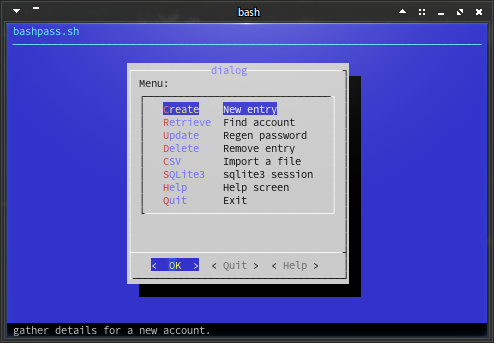 bash
bashpass.sh
dialog
Menu:
Create New entry
Retrieve Find account
Update Regen password
Delete Remove entry
CSV Import a file
SQLite3 sqlite3 session
Help Help screen
Quit Exit
< OK > < Quit > < Help >
gather details for a new account.